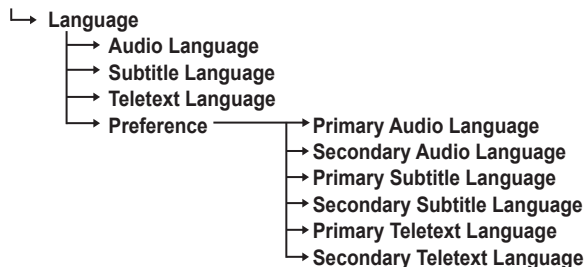 Language
Audio Language
Subtitle Language
Teletext Language
Preference
Primary Audio Language
Secondary Audio Language
Primary Subtitle Language
Secondary Subtitle Language
Primary Teletext Language
Secondary Teletext Language